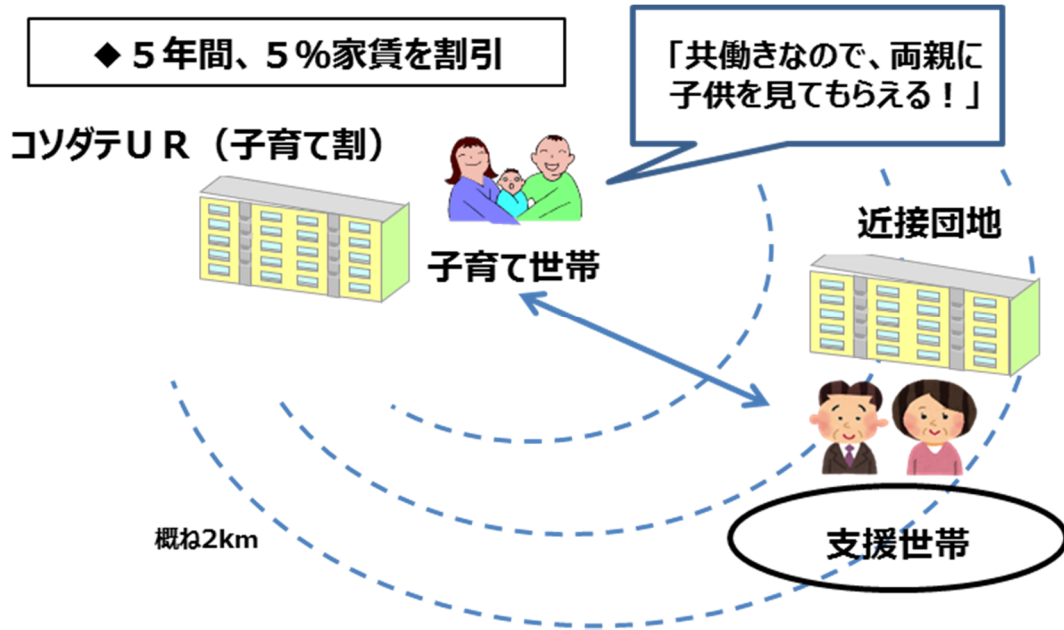 ◆５年間、５％家賃を割引
「共働きなので、両親に
子供を見てもらえる！」
コソダテＵＲ（子育て割）
近接団地
子育て世帯
概ね2km
支援世帯